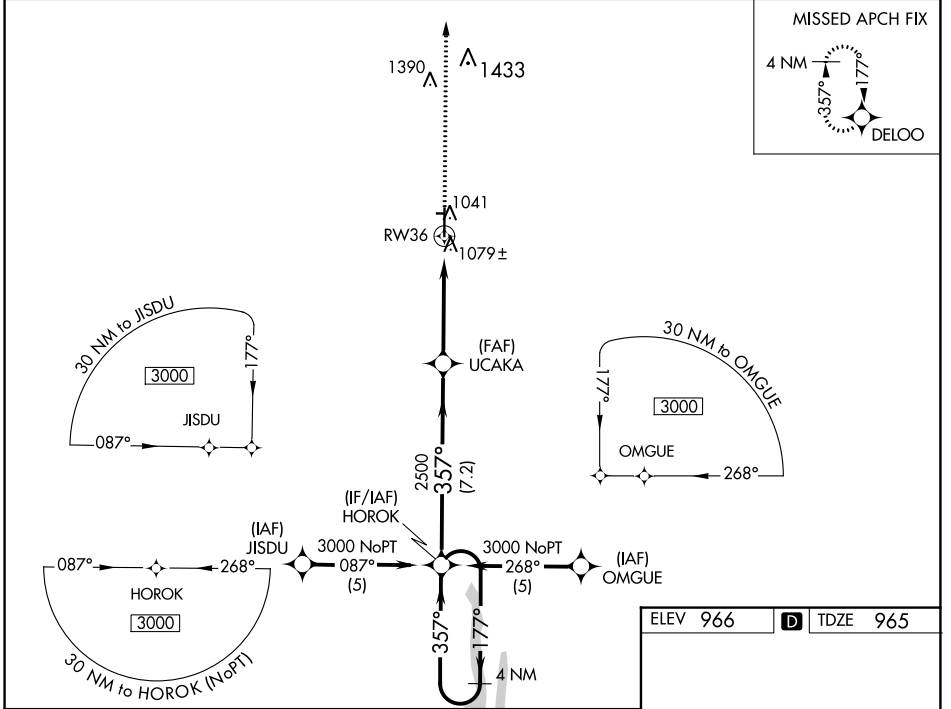 MISSED APCH FIX
4 NM
357°
177°
DELOO
1390
1433
1041
RW36
1079±
(FAF)
UCAKA
30 NM to JISDU
3000
177°
JISDU
087°
30 NM to OMGUE
177°
3000
OMGUE
268°
2500
357°
(7.2)
(IF/IAF)
HOROK
(IAF)
JISDU
3000 NoPT
087°
(5)
3000 NoPT
268°
(5)
(IAF)
OMGUE
087°
268°
HOROK
3000
30 NM to HOROK (NoPT)
357°
177°
4 NM
ELEV 966
D
TDZE 965